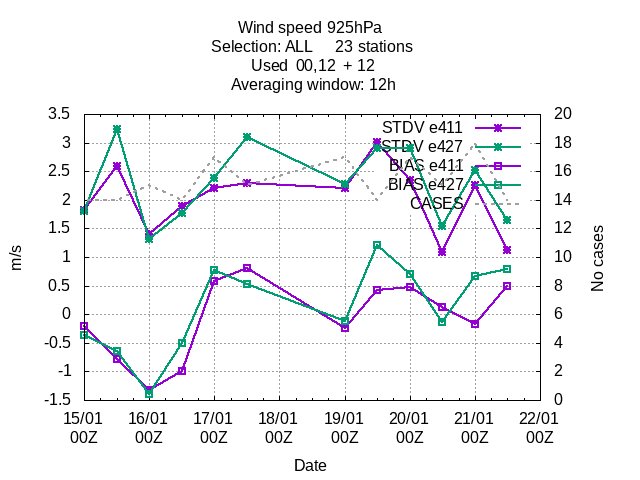 Wind speed 925hPa
Selection: ALL 23 stations
Used 00,12 + 12
Averaging window: 12h
3.5
3
2.5
2
1.5
1
0.5
0
-0.5
-1
-1.5
m/s
STDV e411
STDV e427
BIAS e411
BIAS e427
CASES
20
18
16
14
12
10
8
6
4
2
0
No cases
15/01 16/01 17/01 18/01 19/01 20/01 21/01 22/01
00Z 00Z 00Z 00Z 00Z 00Z 00Z 00Z
Date